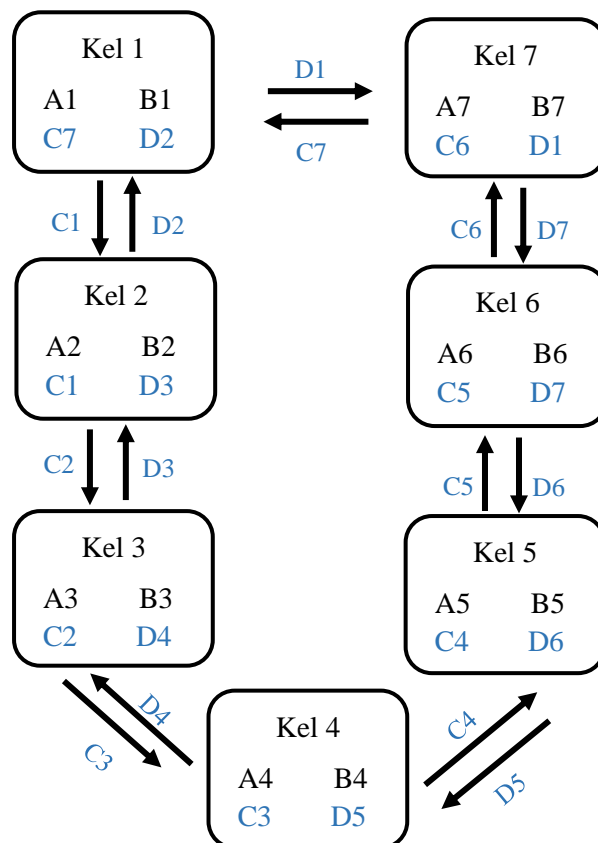 Kel 1
A1 B1
C7 D2
D1
C7
Kel 7
A7 B7
C6 D1
C1
D2
C6
D7
Kel 2
A2 B2
C1 D3
Kel 6
A6 B6
C5 D7
C2
D3
C5
D6
Kel 3
A3 B3
C2 D4
Kel 5
A5 B5
C4 D6
D4
C3
Kel 4
A4 B4
C3 D5
C4
D5